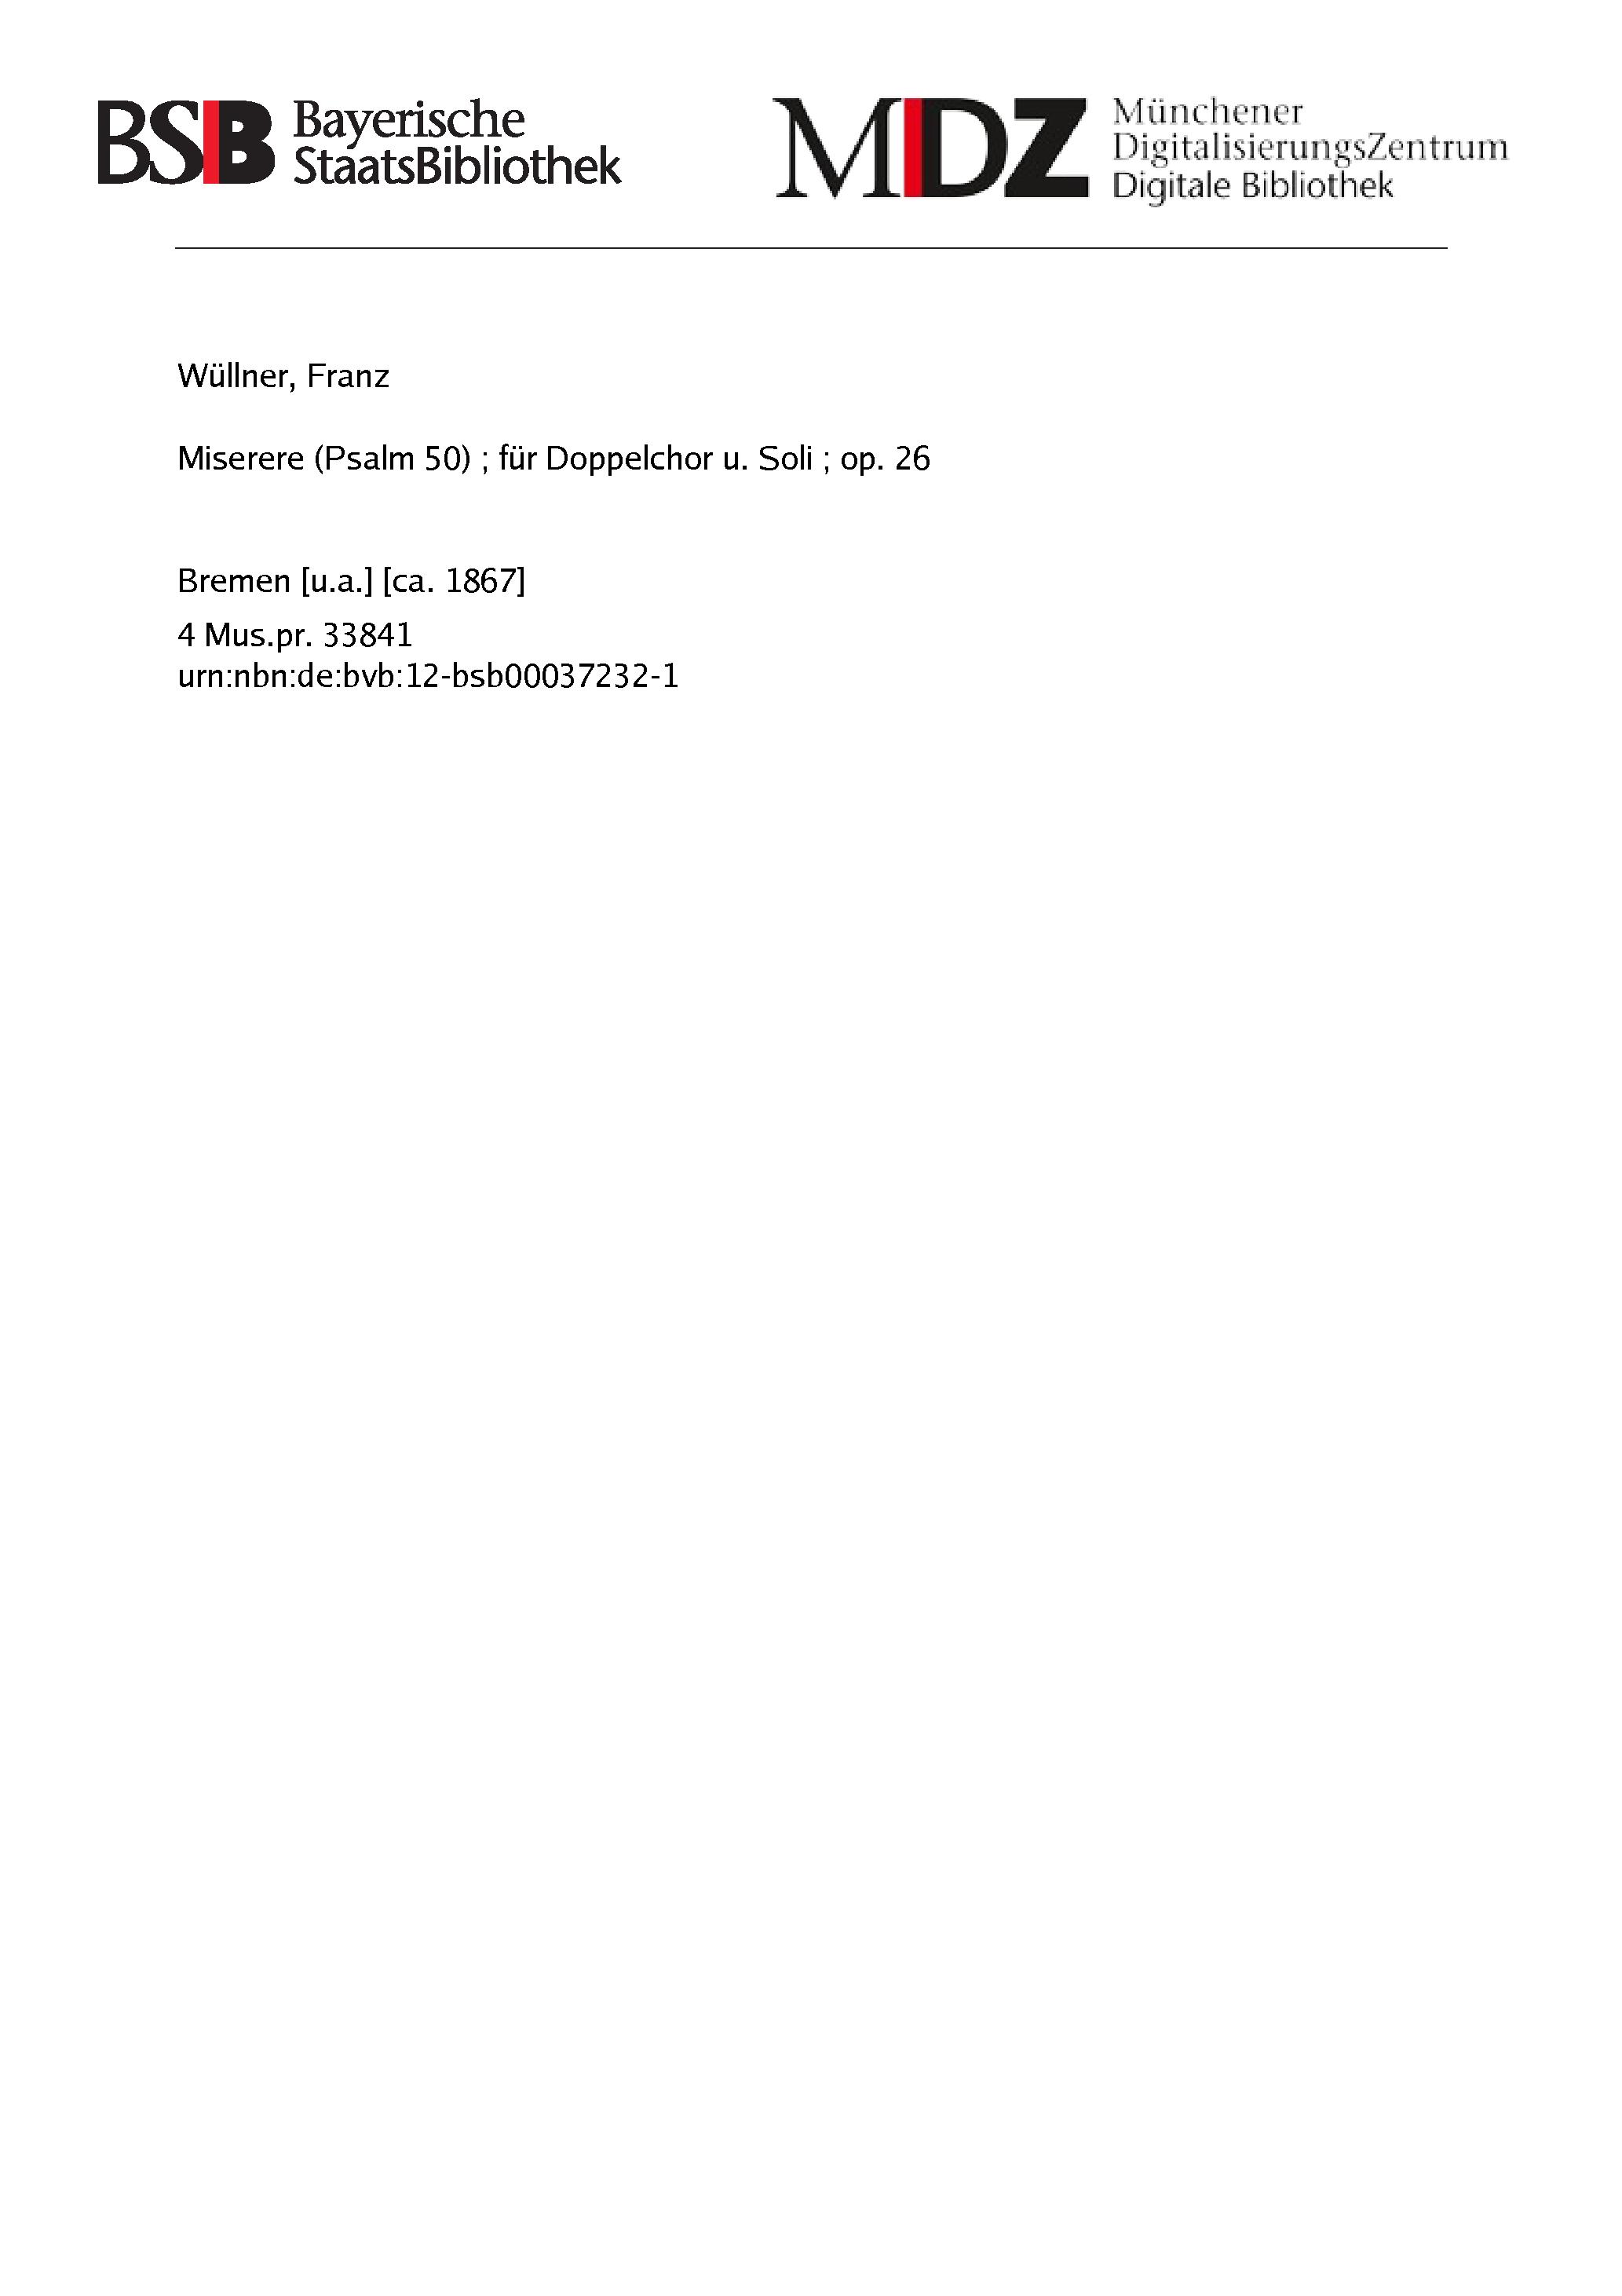 BSB Bayerische
StaatsBibliothek
MDZ Münchener
DigitalisierungsZentrum
Digitale Bibliothek
Wüllner, Franz
Miserere (Psalm 50) ; für Doppelchor u. Soli ; op. 26
Bremen [u.a.] [ca. 1867]
4 Mus.pr. 33841
urn:nbn:de:bvb:12-bsb00037232-1